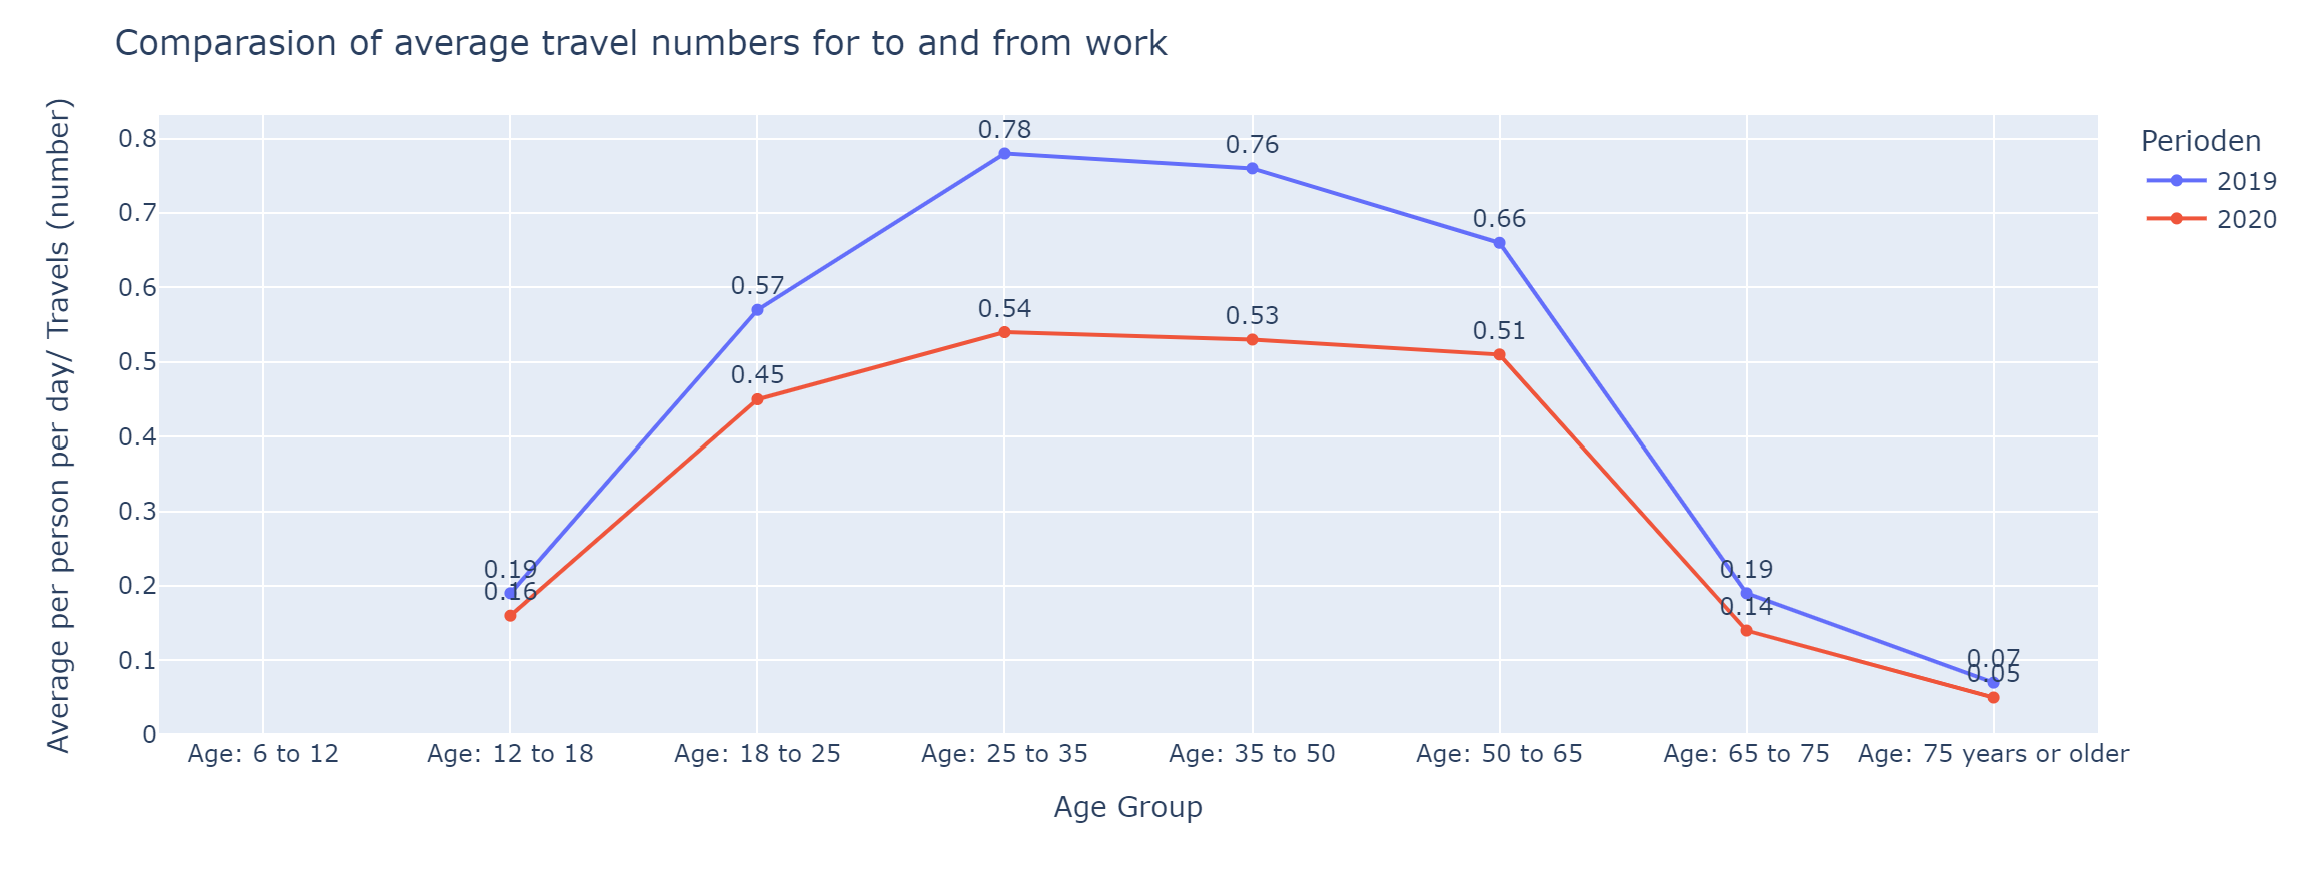 Comparasion of average travel numbers for to and from work
Average per person per day/ Travels (number)
0.8
0.7
0.6
0.5
0.4
0.3
0.2
0.1
0
0.19
0.57
0.78
0.76
0.66
0.19
0.07
0.16
0.45
0.54
0.53
0.51
0.14
0.05
Age: 6 to 12
Age: 12 to 18
Age: 18 to 25
Age: 25 to 35
Age: 35 to 50
Age: 50 to 65
Age: 65 to 75
Age: 75 years or older
Age Group
Perioden
2019
2020